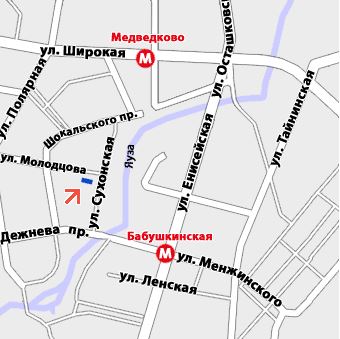 Медведково
ул. Широкая
М
ул. Осташковс
ул. Полярная
Шокальского пр.
ул. Тайнинская
ул. Молодцова
ул. Сухонская
Яуза
ул. Енисейская
Дежнева пр.
Бабушкинская
М
ул. Менжинского
ул. Ленская